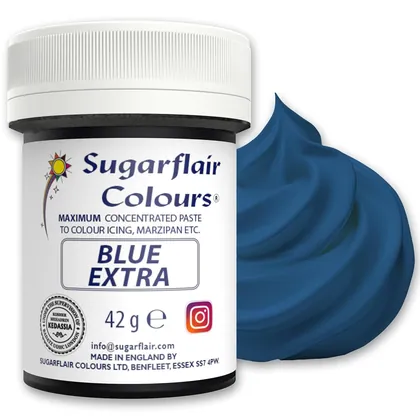 Sugarflair
Colours®
MAXIMUM CONCENTRATED PASTE
TO COLOUR ICING, MARZIPAN ETC.
BLUE
EXTRA
KEDASSIA
42 g ℮
info@sugarflair.com
MADE IN ENGLAND BY
SUGARFLAIR COLOURS LTD, BENFLEET, ESSEX SS7 4PW.